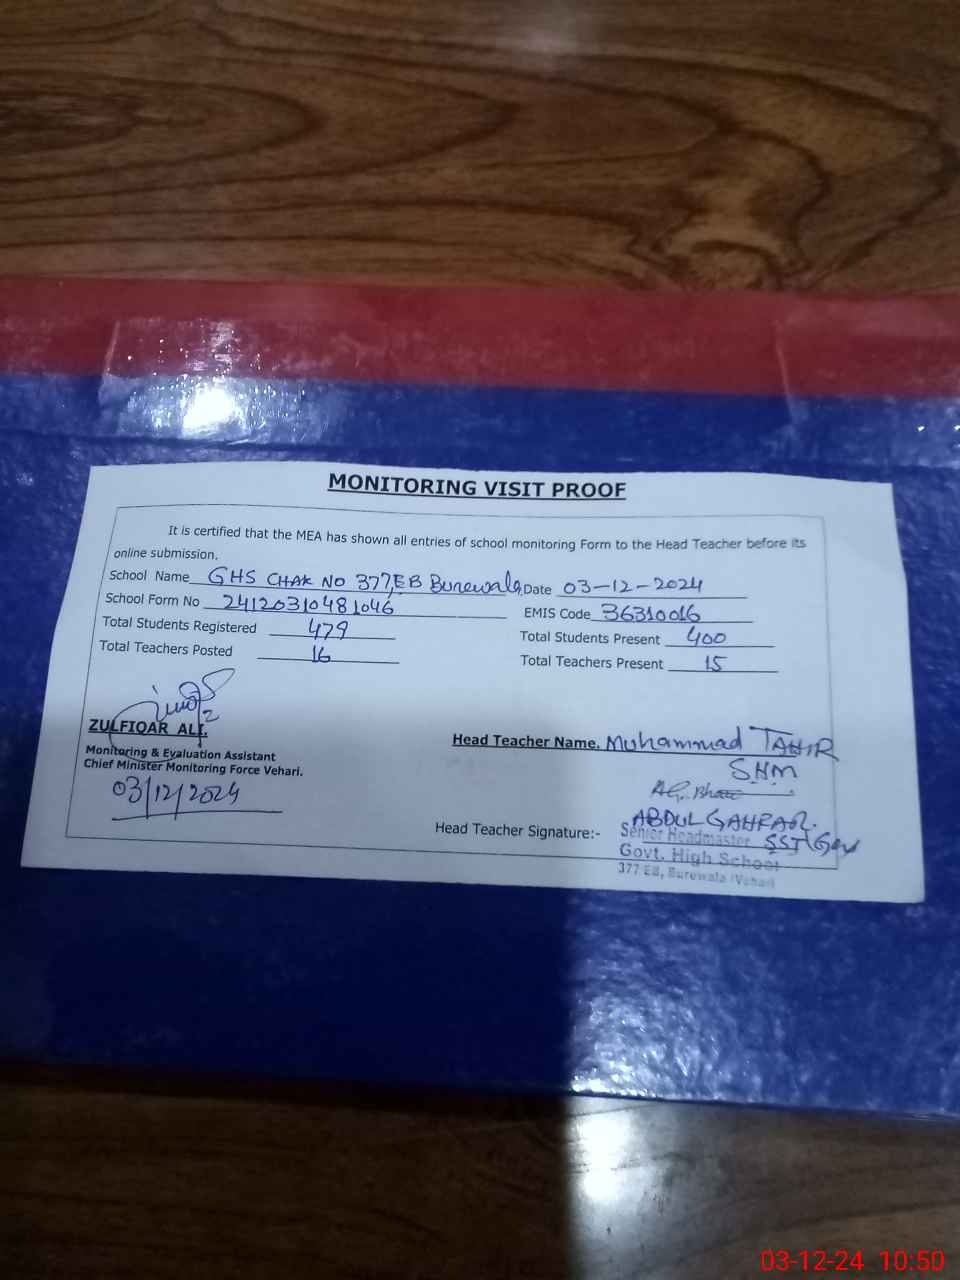 MONITORING VISIT PROOF
It is certified that the MEA has shown all entries of school monitoring Form to the Head Teacher before its
online submission.
School Name GHS CHAK NO 377,EB Burewala Date 03-12-2024
School Form No 24120310481046 EMIS Code 36310016
Total Students Registered 479 Total Students Present 400
Total Teachers Posted 16 Total Teachers Present 15
ZULFIQAR ALI.
Monitoring & Evaluation Assistant
Chief Minister Monitoring Force Vehari.
03/12/2024
Head Teacher Name. Muhammad TAHIR
SHM
ABDUL GAHFAR.
Head Teacher Signature:- Senior Headmaster SST
Govt. High School
377 EB, Burewala (Vehari)
03-12-24 10:50